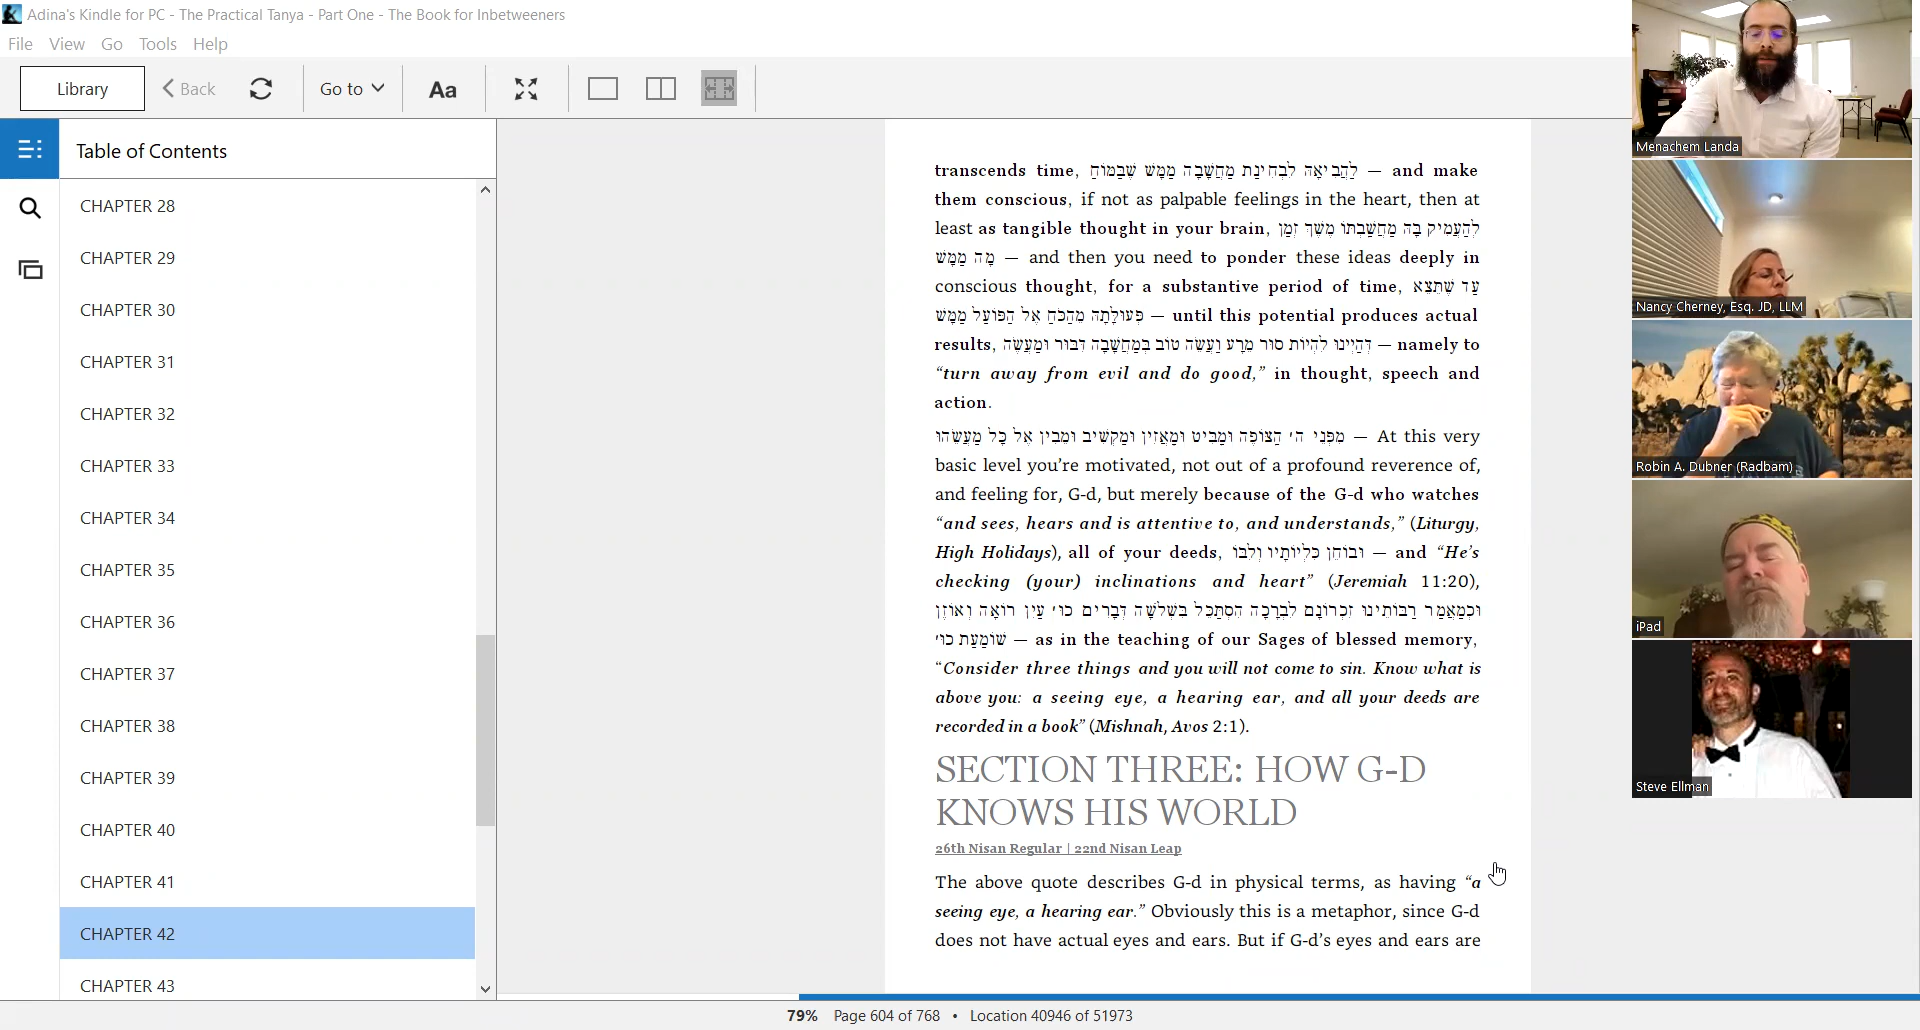 Adina's Kindle for PC - The Practical Tanya - Part One - The Book for Inbetweeners
File View Go Tools Help
Library Back Go to Aa
Table of Contents
CHAPTER 28
CHAPTER 29
CHAPTER 30
CHAPTER 31
CHAPTER 32
CHAPTER 33
CHAPTER 34
CHAPTER 35
CHAPTER 36
CHAPTER 37
CHAPTER 38
CHAPTER 39
CHAPTER 40
CHAPTER 41
CHAPTER 42
CHAPTER 43
transcends time, לַהֲבִיאָהּ לִבְחִינַת מַחֲשָׁבָה מַמָּשׁ שֶׁבַּמּוֹחַ — and make
them conscious, if not as palpable feelings in the heart, then at
least as tangible thought in your brain, לְהַעֲמִיק בָּהּ מַחֲשַׁבְתּוֹ מֶשֶׁךְ זְמַן
מָה מַמָּשׁ — and then you need to ponder these ideas deeply in
conscious thought, for a substantive period of time, עַד שֶׁתֵּצֵא
פְּעוּלָּתָהּ מֵהַכֹּחַ אֶל הַפּוֹעַל מַמָּשׁ — until this potential produces actual
results, דְּהַיְינוּ לִהְיוֹת סוּר מֵרָע וַעֲשֵׂה טוֹב בְּמַחֲשָׁבָה דִּבּוּר וּמַעֲשֶׂה — namely to
“turn away from evil and do good,” in thought, speech and
action.
מִפְּנֵי ה׳ הַצּוֹפֶה וּמַבִּיט וּמַאֲזִין וּמַקְשִׁיב וּמֵבִין אֶל כָּל מַעֲשֵׂהוּ — At this very
basic level you’re motivated, not out of a profound reverence of,
and feeling for, G-d, but merely because of the G-d who watches
“and sees, hears and is attentive to, and understands,” (Liturgy,
High Holidays), all of your deeds, וּבוֹחֵן כִּלְיוֹתָיו וְלִבּוֹ — and “He’s
checking (your) inclinations and heart” (Jeremiah 11:20),
וּכְמַאֲמַר רַבּוֹתֵינוּ זִכְרוֹנָם לִבְרָכָה הִסְתַּכֵּל בִּשְׁלֹשָׁה דְּבָרִים כוּ׳ עַיִן רוֹאָה וְאוֹזֶן
שׁוֹמַעַת כוּ׳ — as in the teaching of our Sages of blessed memory,
“Consider three things and you will not come to sin. Know what is
above you: a seeing eye, a hearing ear, and all your deeds are
recorded in a book” (Mishnah, Avos 2:1).
SECTION THREE: HOW G-D
KNOWS HIS WORLD
26th Nisan Regular | 22nd Nisan Leap
The above quote describes G-d in physical terms, as having “a
seeing eye, a hearing ear.” Obviously this is a metaphor, since G-d
does not have actual eyes and ears. But if G-d’s eyes and ears are
79% Page 604 of 768 • Location 40946 of 51973
Menachem Landa
Nancy Cherney, Esq. JD, LLM
Robin A. Dubner (Radbam)
iPad
Steve Ellman